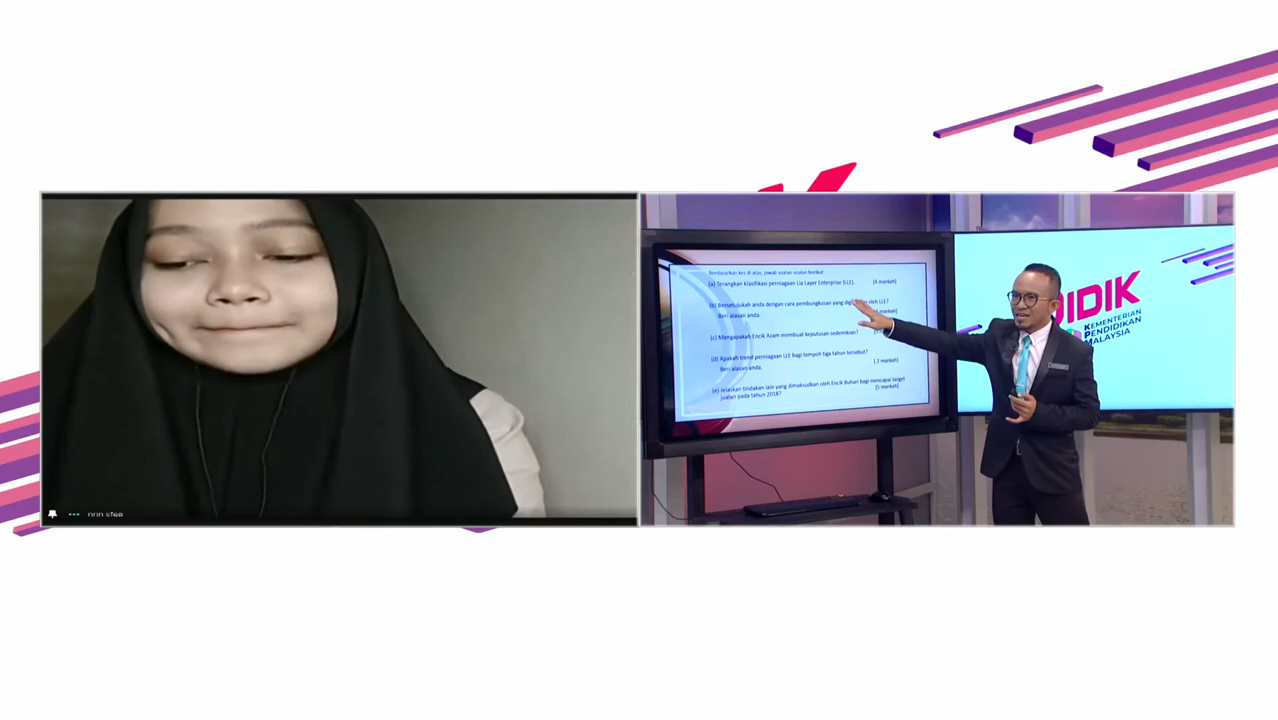 Berdasarkan kes di atas, jawab soalan-soalan berikut:
(a) Terangkan klasifikasi perniagaan Lia Layer Enterprise (LLE). [4 markah]
(b) Bersetujukah anda dengan cara pembungkusan yang oleh LLE?
Beri alasan anda. markah]
(c) Mengapakah Encik Azam membuat keputusan sedemikian?
(d) Apakah trend perniagaan LLE bagi tempoh tiga tahun tersebut?
Beri alasan anda. [ 2 markah]
(e) Jelaskan tindakan lain yang dimaksudkan oleh Encik Buhari bagi mencapai target
jualan pada tahun 2018? [5 markah]
IDIK
KEMENTERIAN
PENDIDIKAN
MALAYSIA